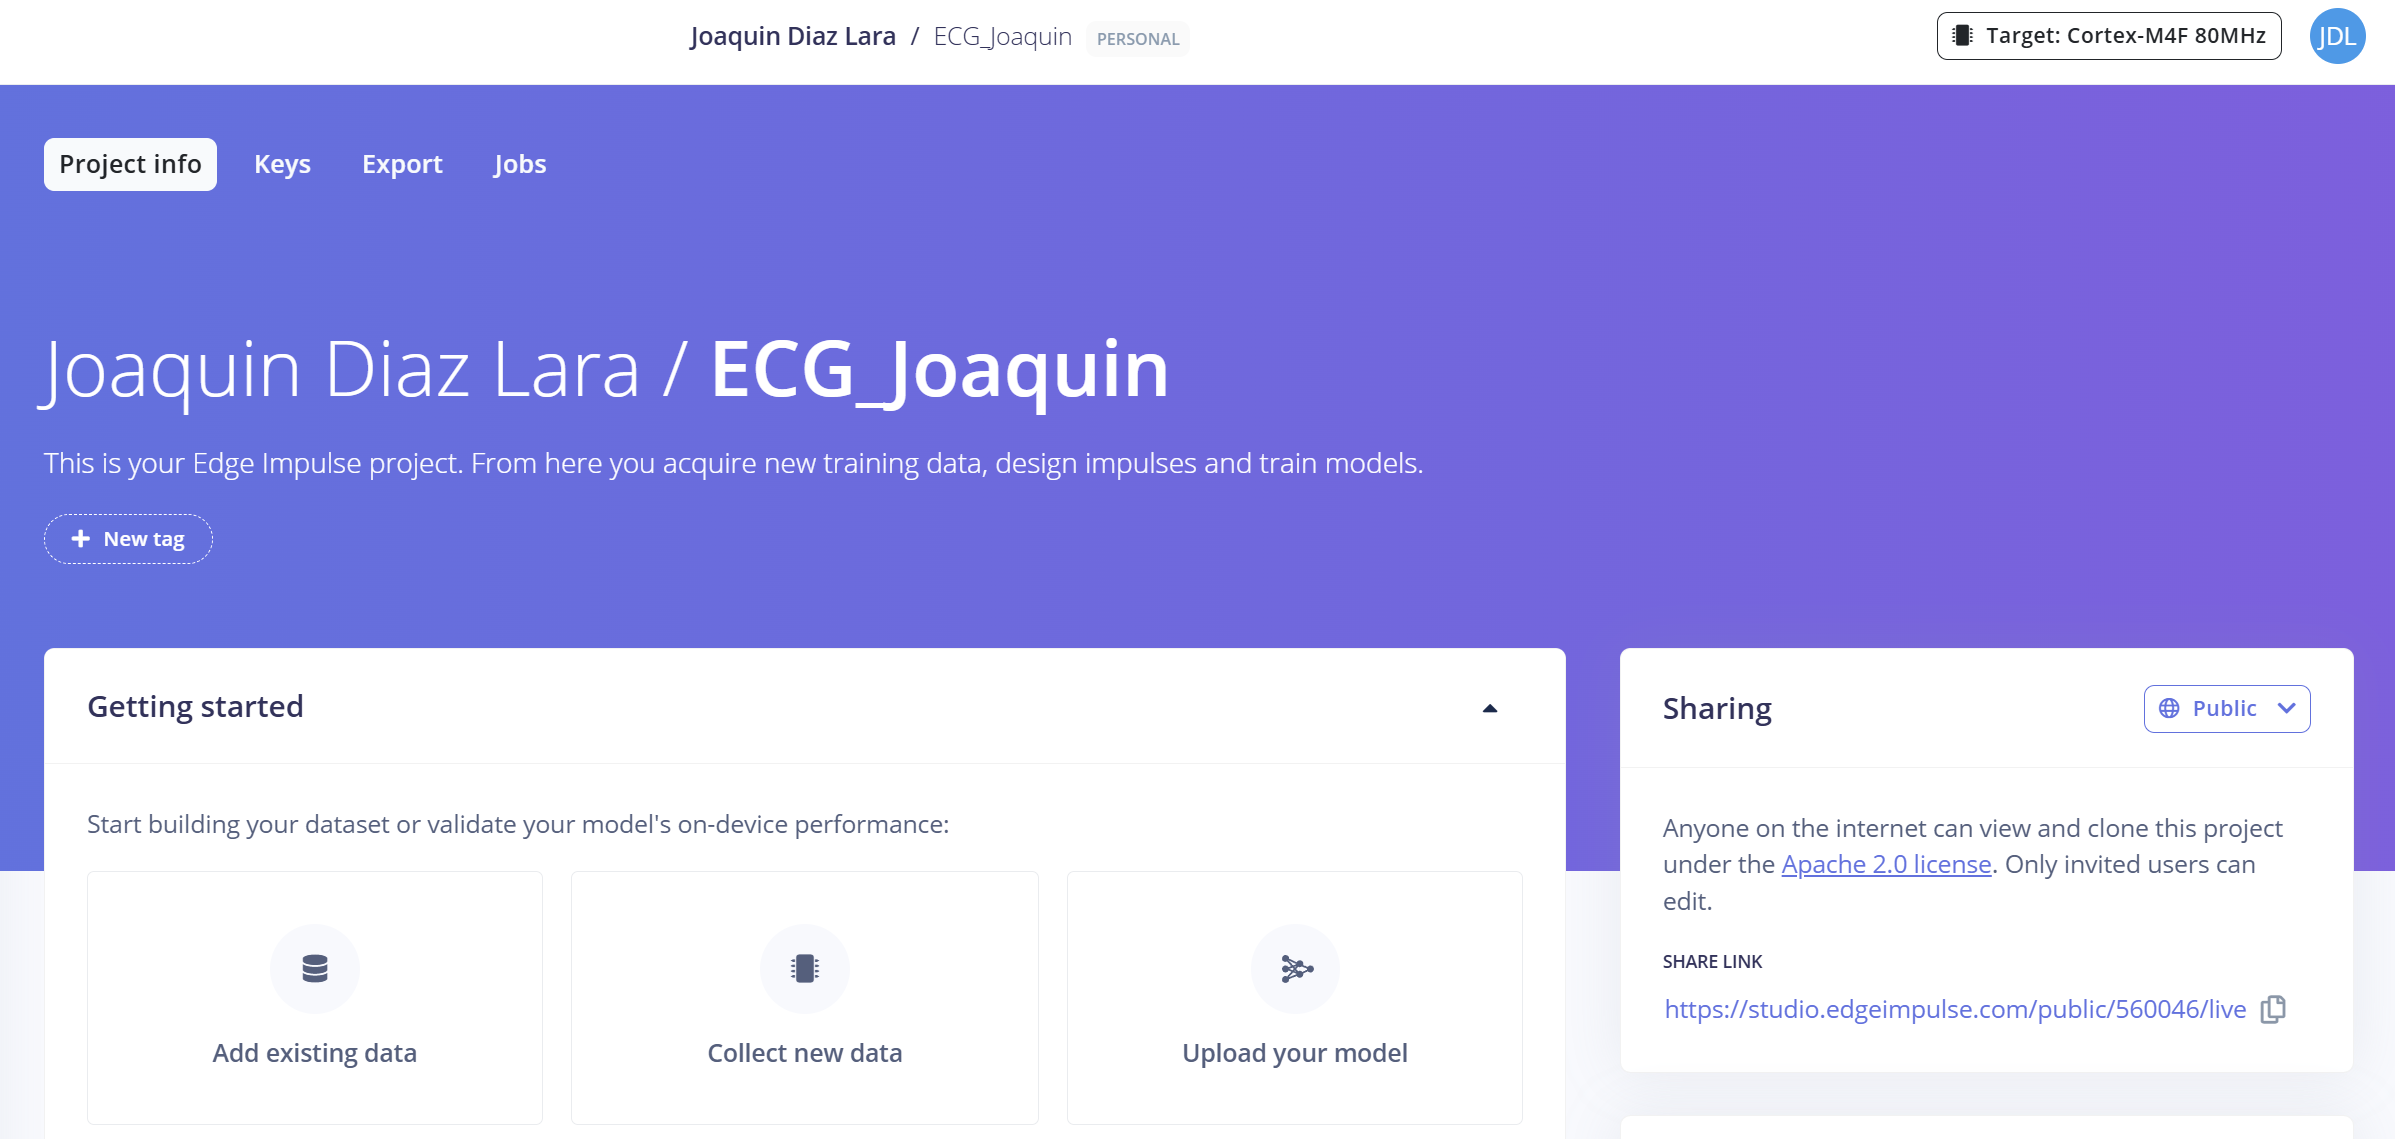 Joaquin Diaz Lara / ECG_Joaquin PERSONAL
Target: Cortex-M4F 80MHz
JDL
Project info
Keys
Export
Jobs
Joaquin Diaz Lara / ECG_Joaquin
This is your Edge Impulse project. From here you acquire new training data, design impulses and train models.
+ New tag
Getting started
Start building your dataset or validate your model's on-device performance:
Add existing data
Collect new data
Upload your model
Sharing
Public
Anyone on the internet can view and clone this project
under the Apache 2.0 license. Only invited users can
edit.
SHARE LINK
https://studio.edgeimpulse.com/public/560046/live